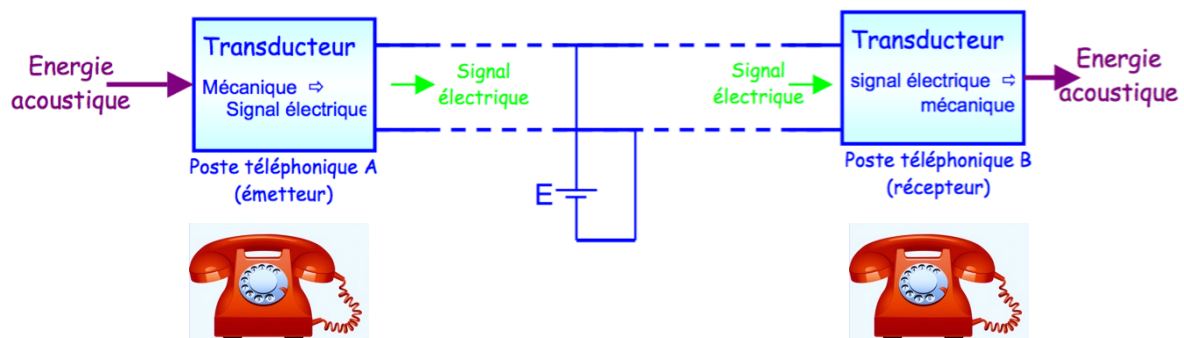 Energie
acoustique
Transducteur
Mécanique ⇨
Signal électrique
Poste téléphonique A
(émetteur)
Signal
électrique
E
Signal
électrique
Transducteur
signal électrique ⇨
mécanique
Poste téléphonique B
(récepteur)
Energie
acoustique